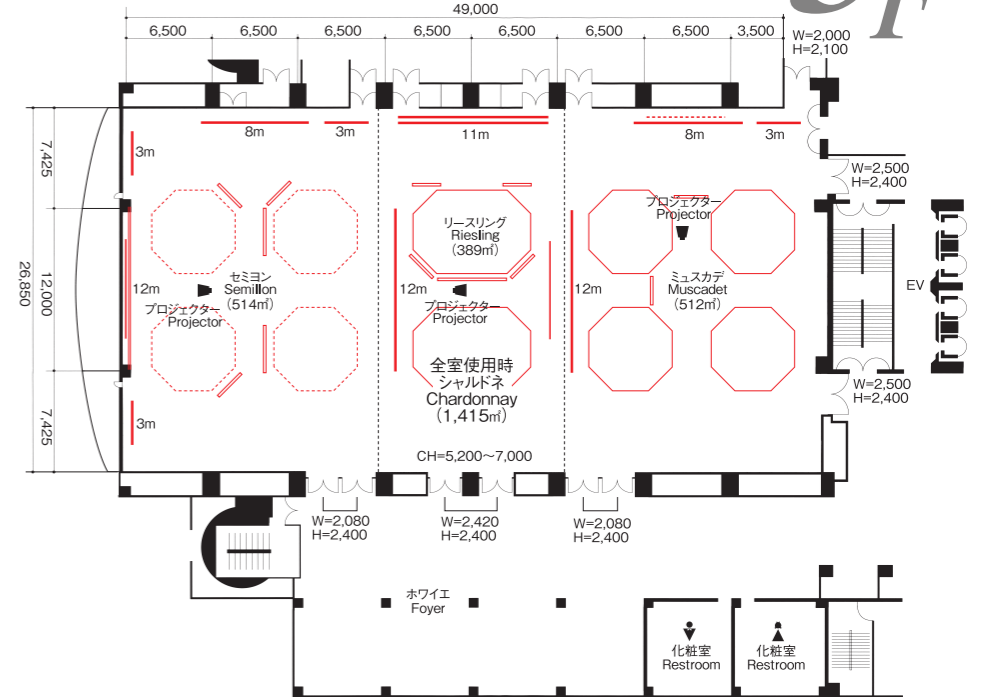 49,000
6,500
6,500
6,500
6,500
6,500
6,500
6,500
3,500
W=2,000
H=2,100
F
8m
3m
11m
8m
3m
3m
7,425
12,000
7,425
26,850
W=2,500
H=2,400
プロジェクター
Projector
リースリング
Riesling
(389㎡)
セミヨン
Semillon
(514㎡)
ミュスカデ
Muscadet
(512㎡)
12m
12m
12m
プロジェクター
Projector
プロジェクター
Projector
EV
全室使用時
シャルドネ
Chardonnay
(1,415㎡)
W=2,500
H=2,400
3m
CH=5,200～7,000
W=2,080
H=2,400
W=2,420
H=2,400
W=2,080
H=2,400
ホワイエ
Foyer
化粧室
Restroom
化粧室
Restroom